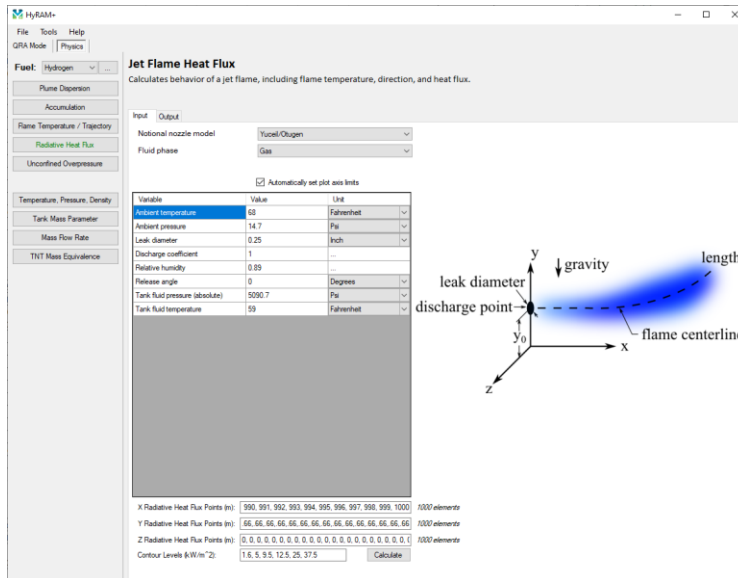 HyRAM+
File Tools Help
QRA Mode Physics
Fuel: Hydrogen ...
Plume Dispersion
Accumulation
Flame Temperature / Trajectory
Radiative Heat Flux
Unconfined Overpressure
Temperature, Pressure, Density
Tank Mass Parameter
Mass Flow Rate
TNT Mass Equivalence
Jet Flame Heat Flux
Calculates behavior of a jet flame, including flame temperature, direction, and heat flux.
Input Output
Notional nozzle model Yuceil/Otugen
Fluid phase Gas
Automatically set plot axis limits
Variable Value Unit
Ambient temperature 68 Fahrenheit
Ambient pressure 14.7 Psi
Leak diameter 0.25 Inch
Discharge coefficient 1 ...
Relative humidity 0.89 ...
Release angle 0 Degrees
Tank fluid pressure (absolute) 5090.7 Psi
Tank fluid temperature 59 Fahrenheit
y
gravity
length
leak diameter
discharge point
y0
flame centerline
x
z
X Radiative Heat Flux Points (m): 990, 991, 992, 993, 994, 995, 996, 997, 998, 999, 1000 1000 elements
Y Radiative Heat Flux Points (m): .66,.66,.66,.66,.66,.66,.66,.66,.66,.66,.66,.66,.66,.66 1000 elements
Z Radiative Heat Flux Points (m): 0, 0, 0, 0, 0, 0, 0, 0, 0, 0, 0, 0, 0, 0, 0, 0, 0, 0, 0 1000 elements
Contour Levels (kW/m^2): 1.6, 5, 9.5, 12.5, 25, 37.5 Calculate